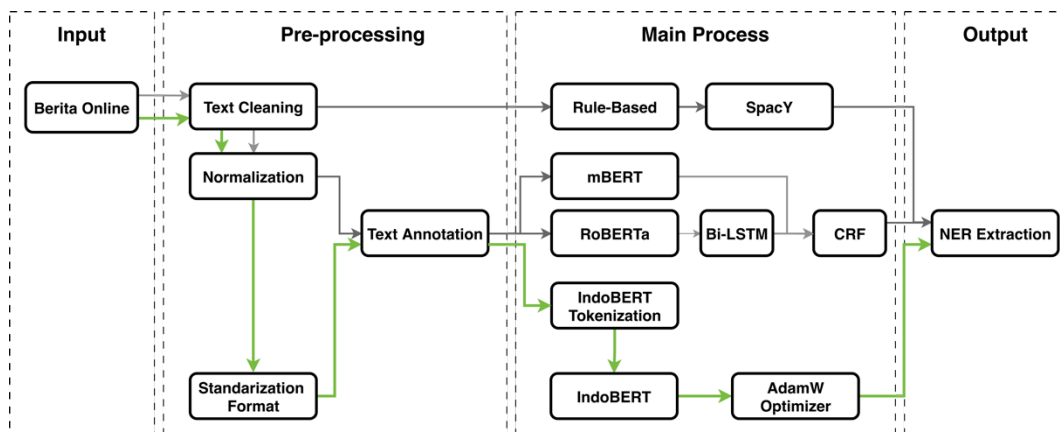 Input
Pre-processing
Main Process
Output
Berita Online
Text Cleaning
Rule-Based
SpacY
Normalization
mBERT
Text Annotation
RoBERTa
Bi-LSTM
CRF
NER Extraction
IndoBERT
Tokenization
Standarization
Format
IndoBERT
AdamW
Optimizer